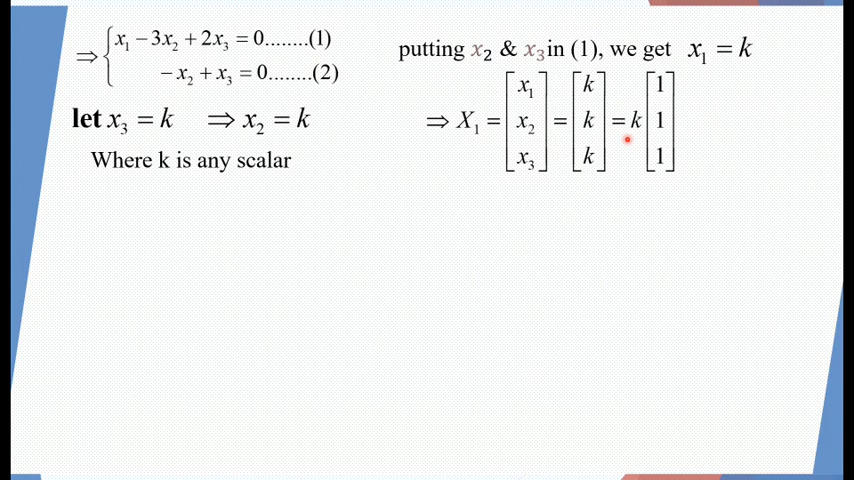 ⇒ { x₁ − 3x₂ + 2x₃ = 0........(1)
− x₂ + x₃ = 0........(2)
let x₃ = k ⇒ x₂ = k
Where k is any scalar
putting x₂ & x₃ in (1), we get x₁ = k
⇒ X₁ = [x₁ x₂ x₃] = [k k k] = k [1 1 1]